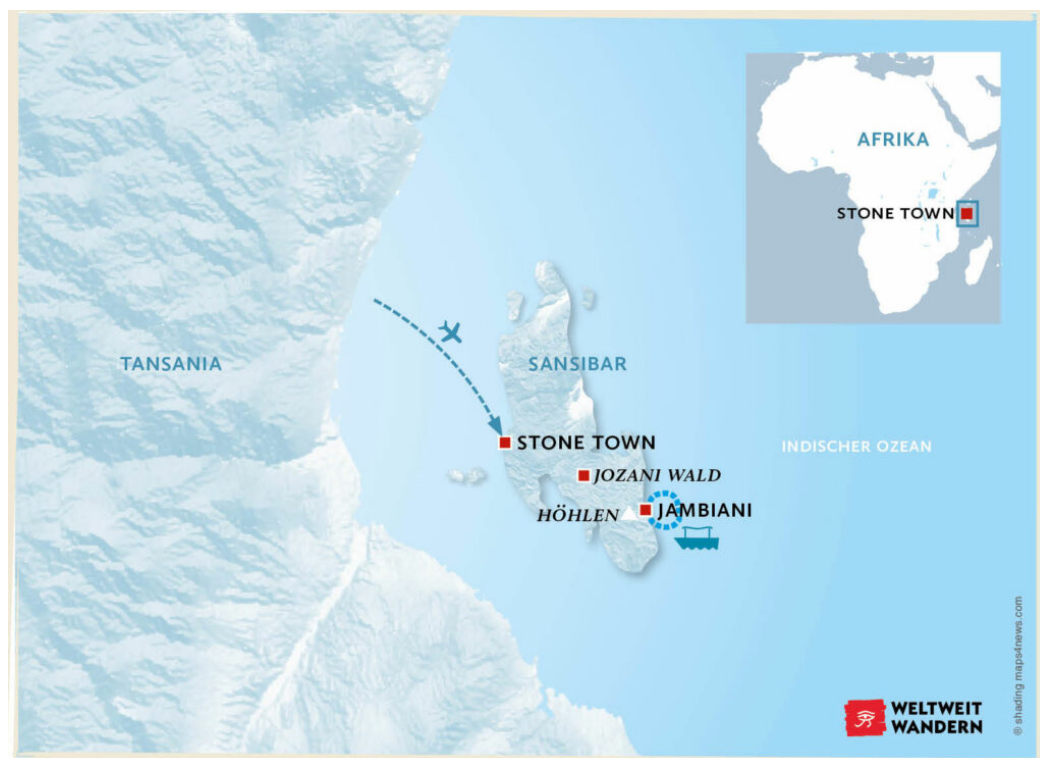 AFRIKA
STONE TOWN
TANSANIA
SANSIBAR
STONE TOWN
INDISCHER OZEAN
JOZANI WALD
HÖHLEN
JAMBIANI
© shading maps4news.com
WELTWEIT
WANDERN